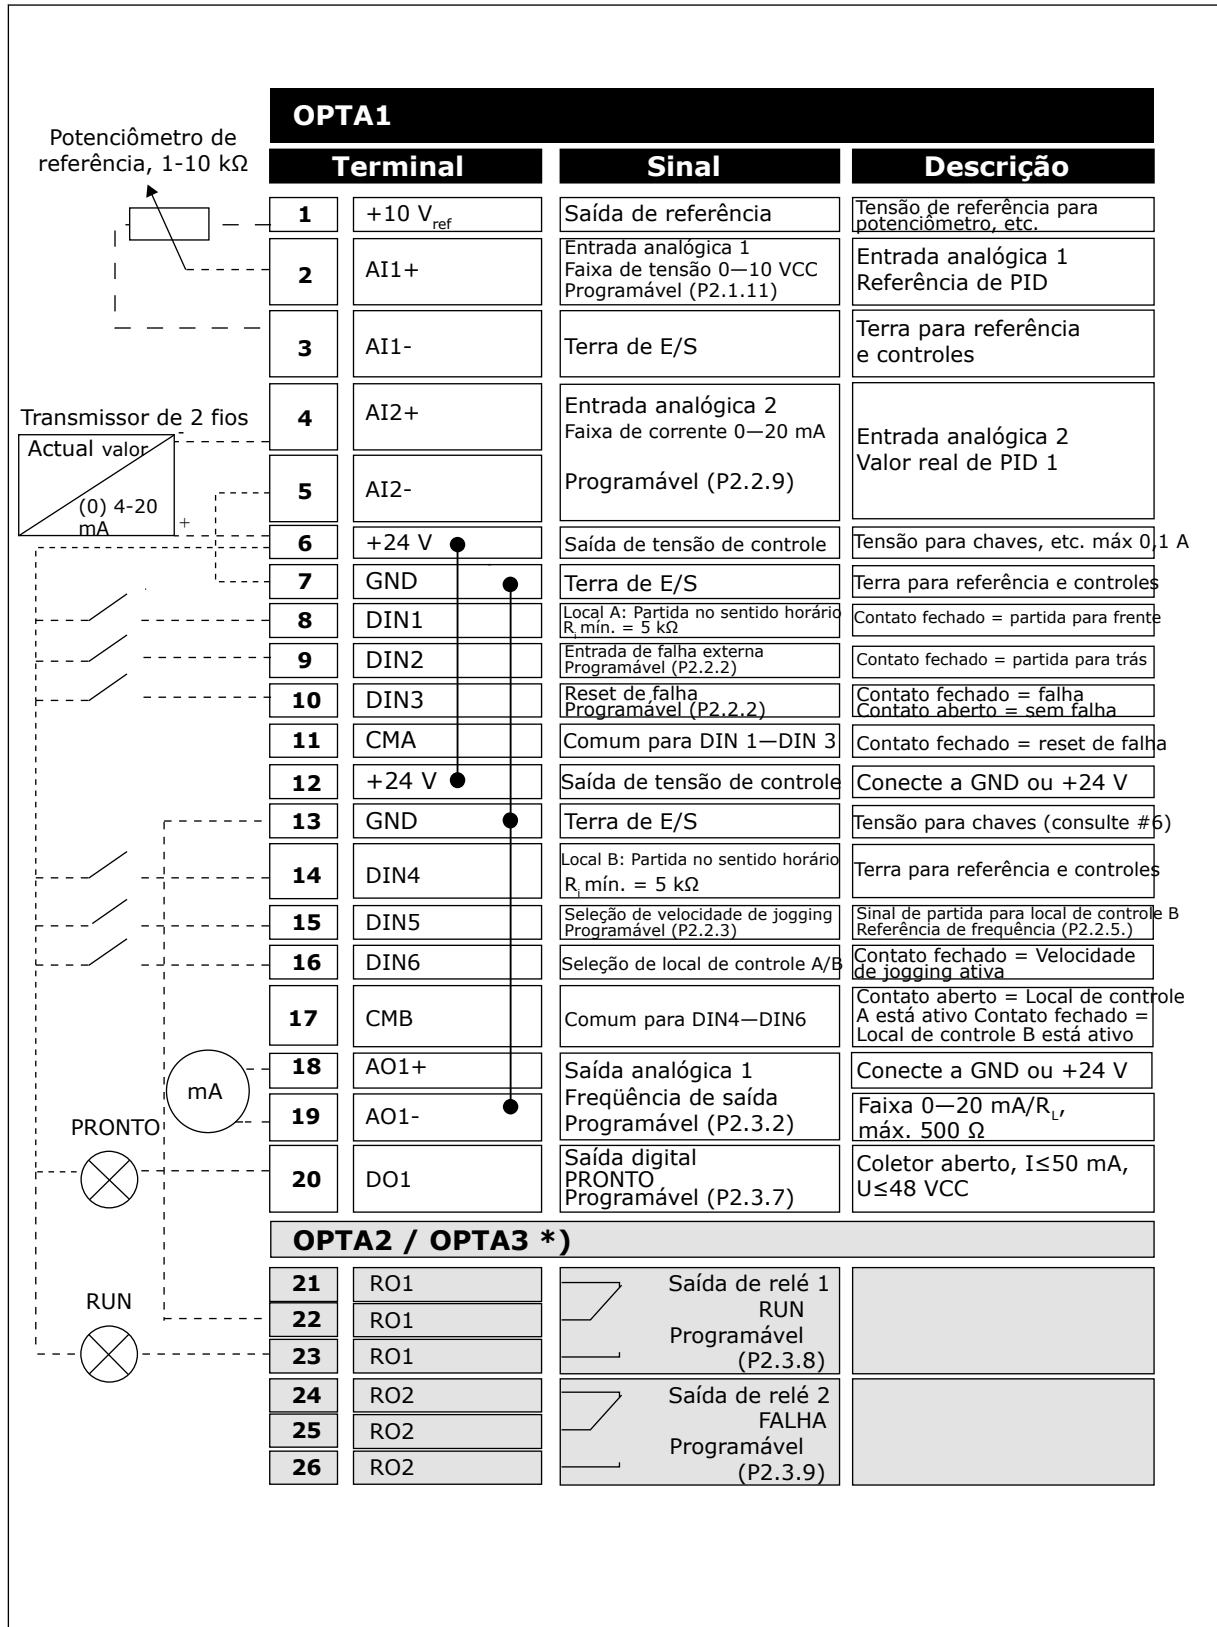 OPTA1
Potenciômetro de
referência, 1-10 kΩ
Terminal Sinal Descrição
1 +10 Vref Saída de referência Tensão de referência para
potenciômetro, etc.
2 AI1+ Entrada analógica 1
Faixa de tensão 0—10 VCC
Programável (P2.1.11)
Entrada analógica 1
Referência de PID
3 AI1- Terra de E/S Terra para referência
e controles
Transmissor de 2 fios
-
Actual valor
(0) 4-20
mA
+
4 AI2+ Entrada analógica 2
Faixa de corrente 0—20 mA
Programável (P2.2.9)
Entrada analógica 2
Valor real de PID 1
5 AI2-
6 +24 V Saída de tensão de controle Tensão para chaves, etc. máx 0,1 A
7 GND Terra de E/S Terra para referência e controles
8 DIN1 Local A: Partida no sentido horário
Ri mín. = 5 kΩ
Contato fechado = partida para frente
9 DIN2 Entrada de falha externa
Programável (P2.2.2)
Contato fechado = partida para trás
10 DIN3 Reset de falha
Programável (P2.2.2)
Contato fechado = falha
Contato aberto = sem falha
11 CMA Comum para DIN 1—DIN 3 Contato fechado = reset de falha
12 +24 V Saída de tensão de controle Conecte a GND ou +24 V
13 GND Terra de E/S Tensão para chaves (consulte #6)
14 DIN4 Local B: Partida no sentido horário
Ri mín. = 5 kΩ
Terra para referência e controles
15 DIN5 Seleção de velocidade de jogging
Programável (P2.2.3)
Sinal de partida para local de controle B
Referência de frequência (P2.2.5.)
16 DIN6 Seleção de local de controle A/B Contato fechado = Velocidade
de jogging ativa
17 CMB Comum para DIN4—DIN6 Contato aberto = Local de controle
A está ativo Contato fechado =
Local de controle B está ativo
mA
18 AO1+ Saída analógica 1
Freqüência de saída
Programável (P2.3.2)
Conecte a GND ou +24 V
19 AO1- Faixa 0—20 mA/RL,
máx. 500 Ω
PRONTO
20 DO1 Saída digital
PRONTO
Programável (P2.3.7)
Coletor aberto, I≤50 mA,
U≤48 VCC
OPTA2 / OPTA3 *)
RUN
21 RO1 Saída de relé 1
22 RO1 RUN
Programável
23 RO1 (P2.3.8)
24 RO2 Saída de relé 2
25 RO2 FALHA
Programável
26 RO2 (P2.3.9)